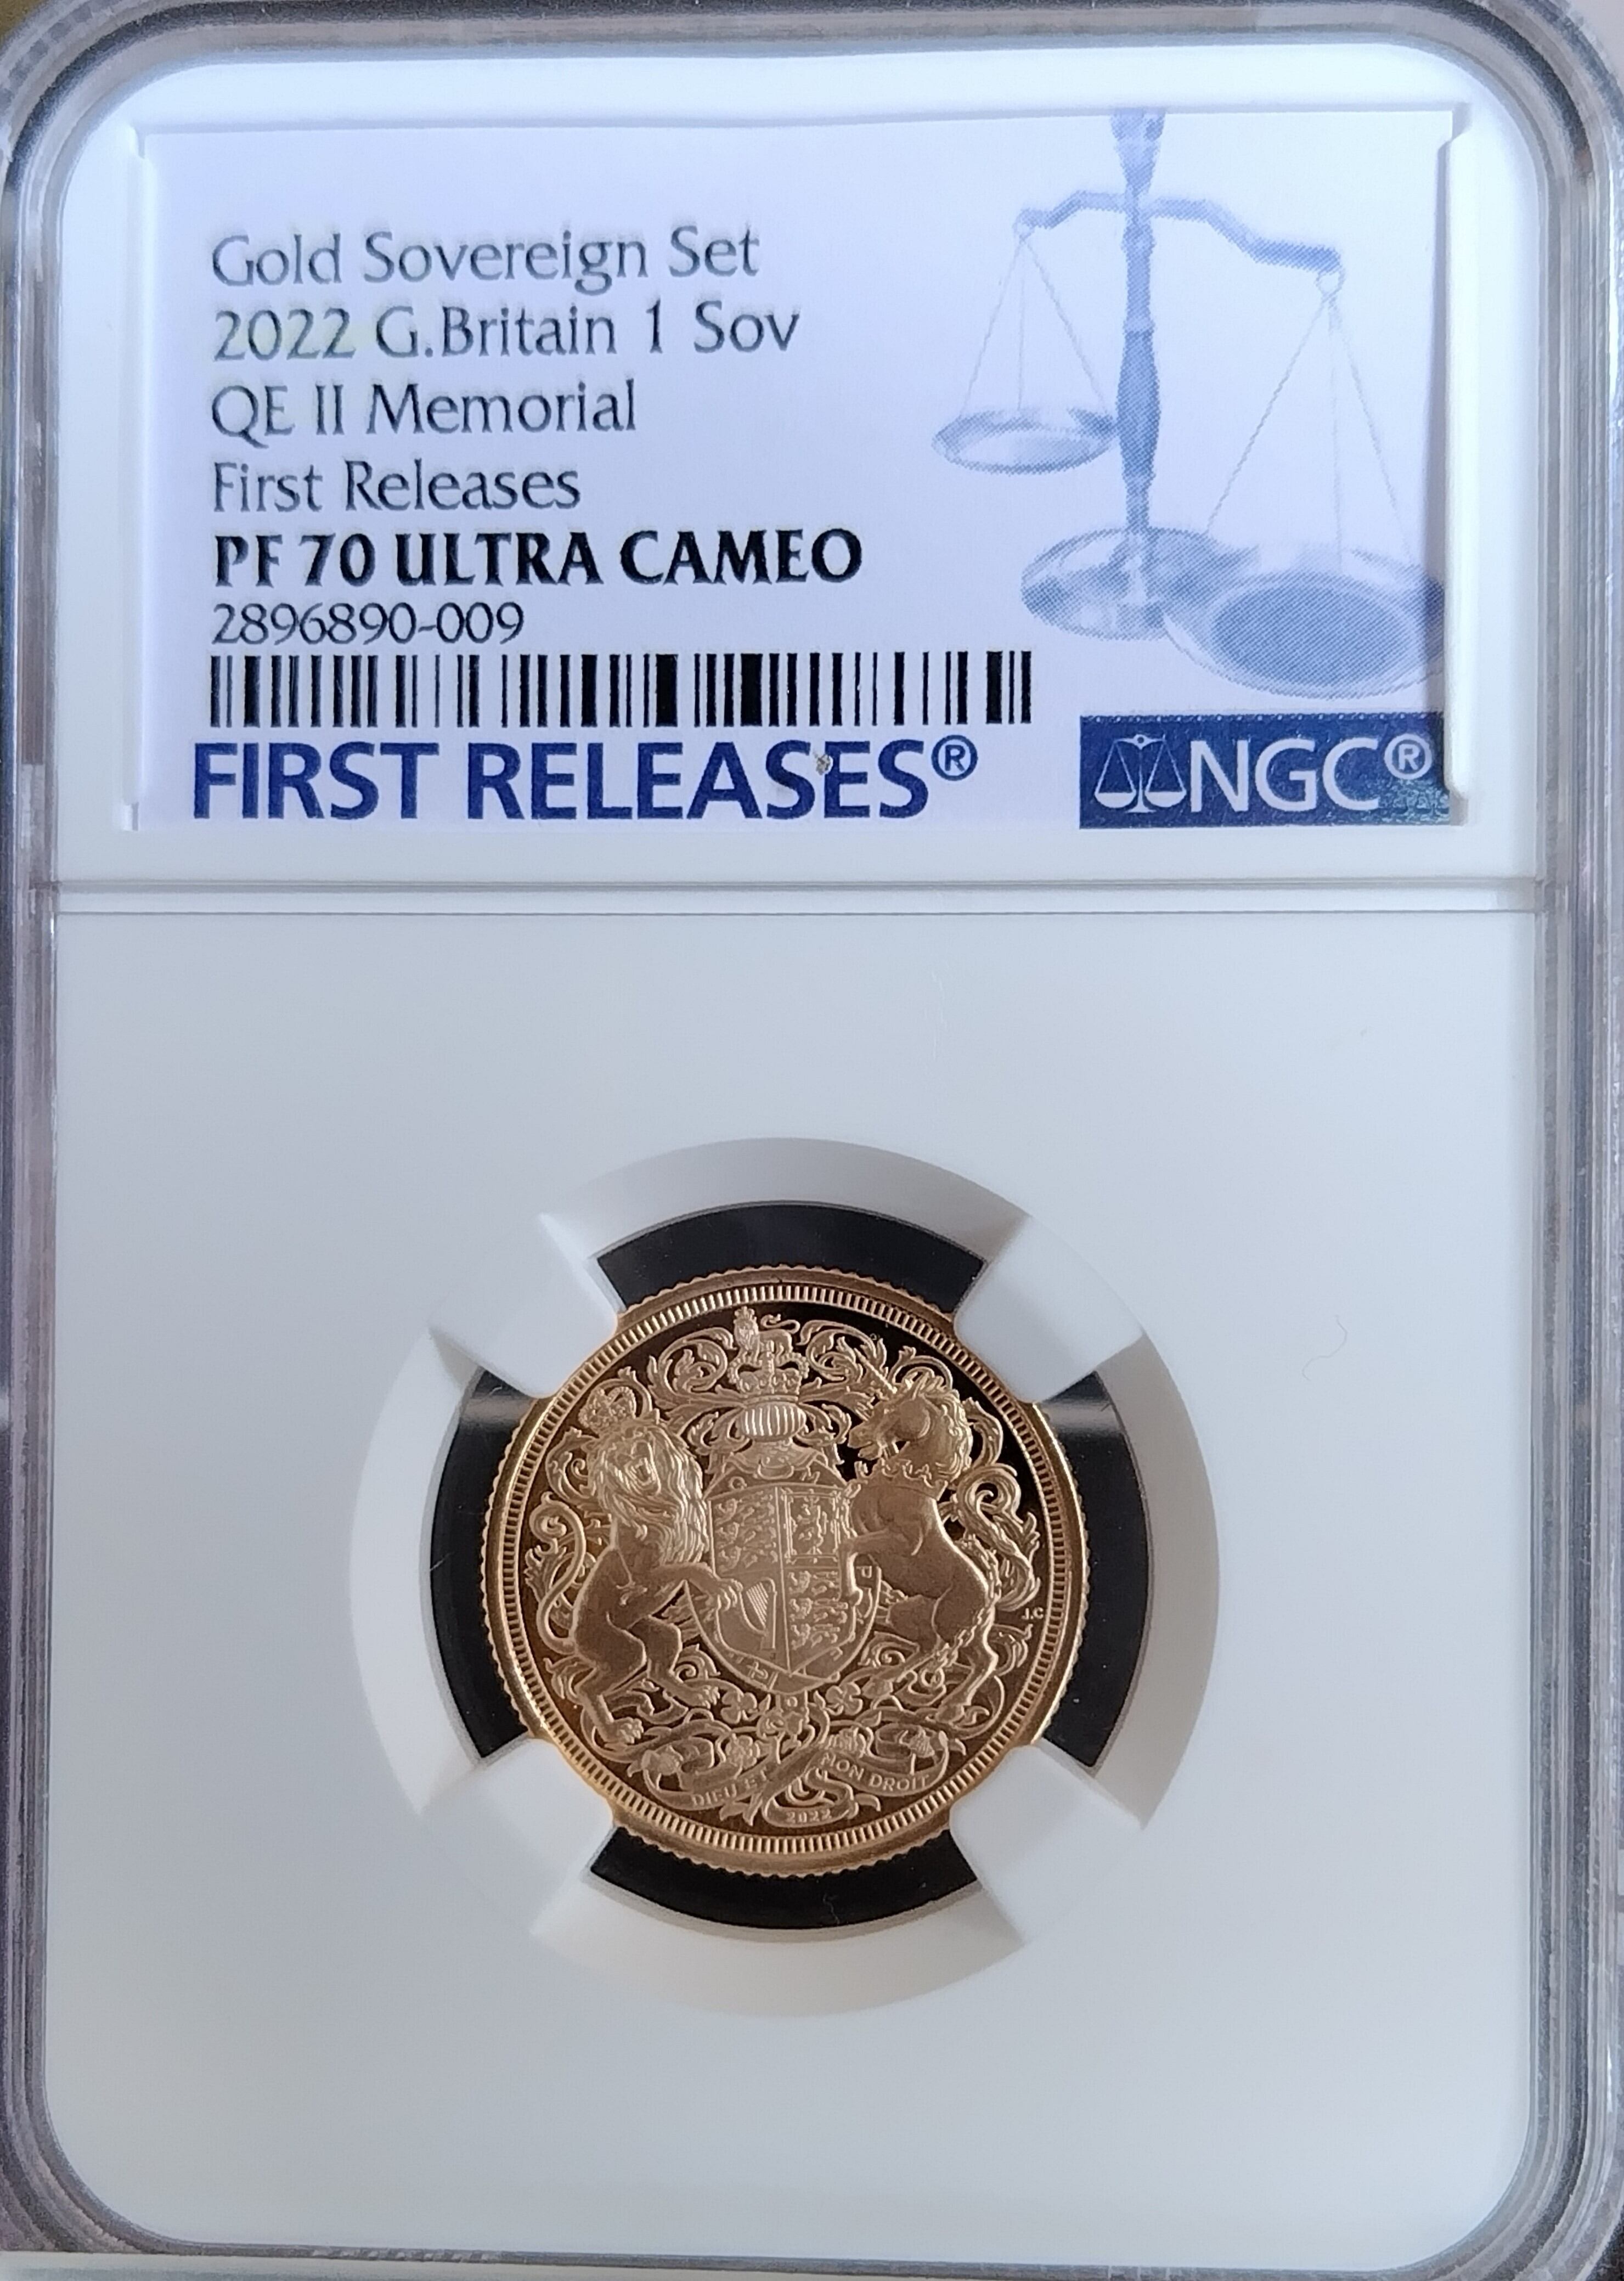 Gold Sovereign Set
2022 G.Britain 1 Sov
QE II Memorial
First Releases
PF 70 ULTRA CAMEO
2896890-009
FIRST RELEASES®
NGC®
J.C
DIEU ET MON DROIT
2022